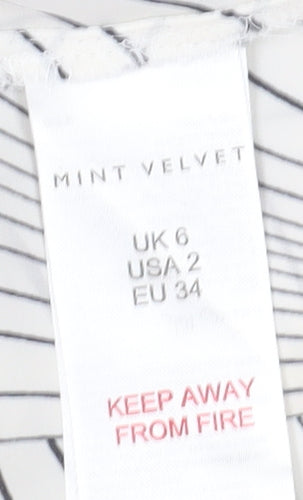 MINT VELVET
UK 6
USA 2
EU 34
KEEP AWAY
FROM FIRE